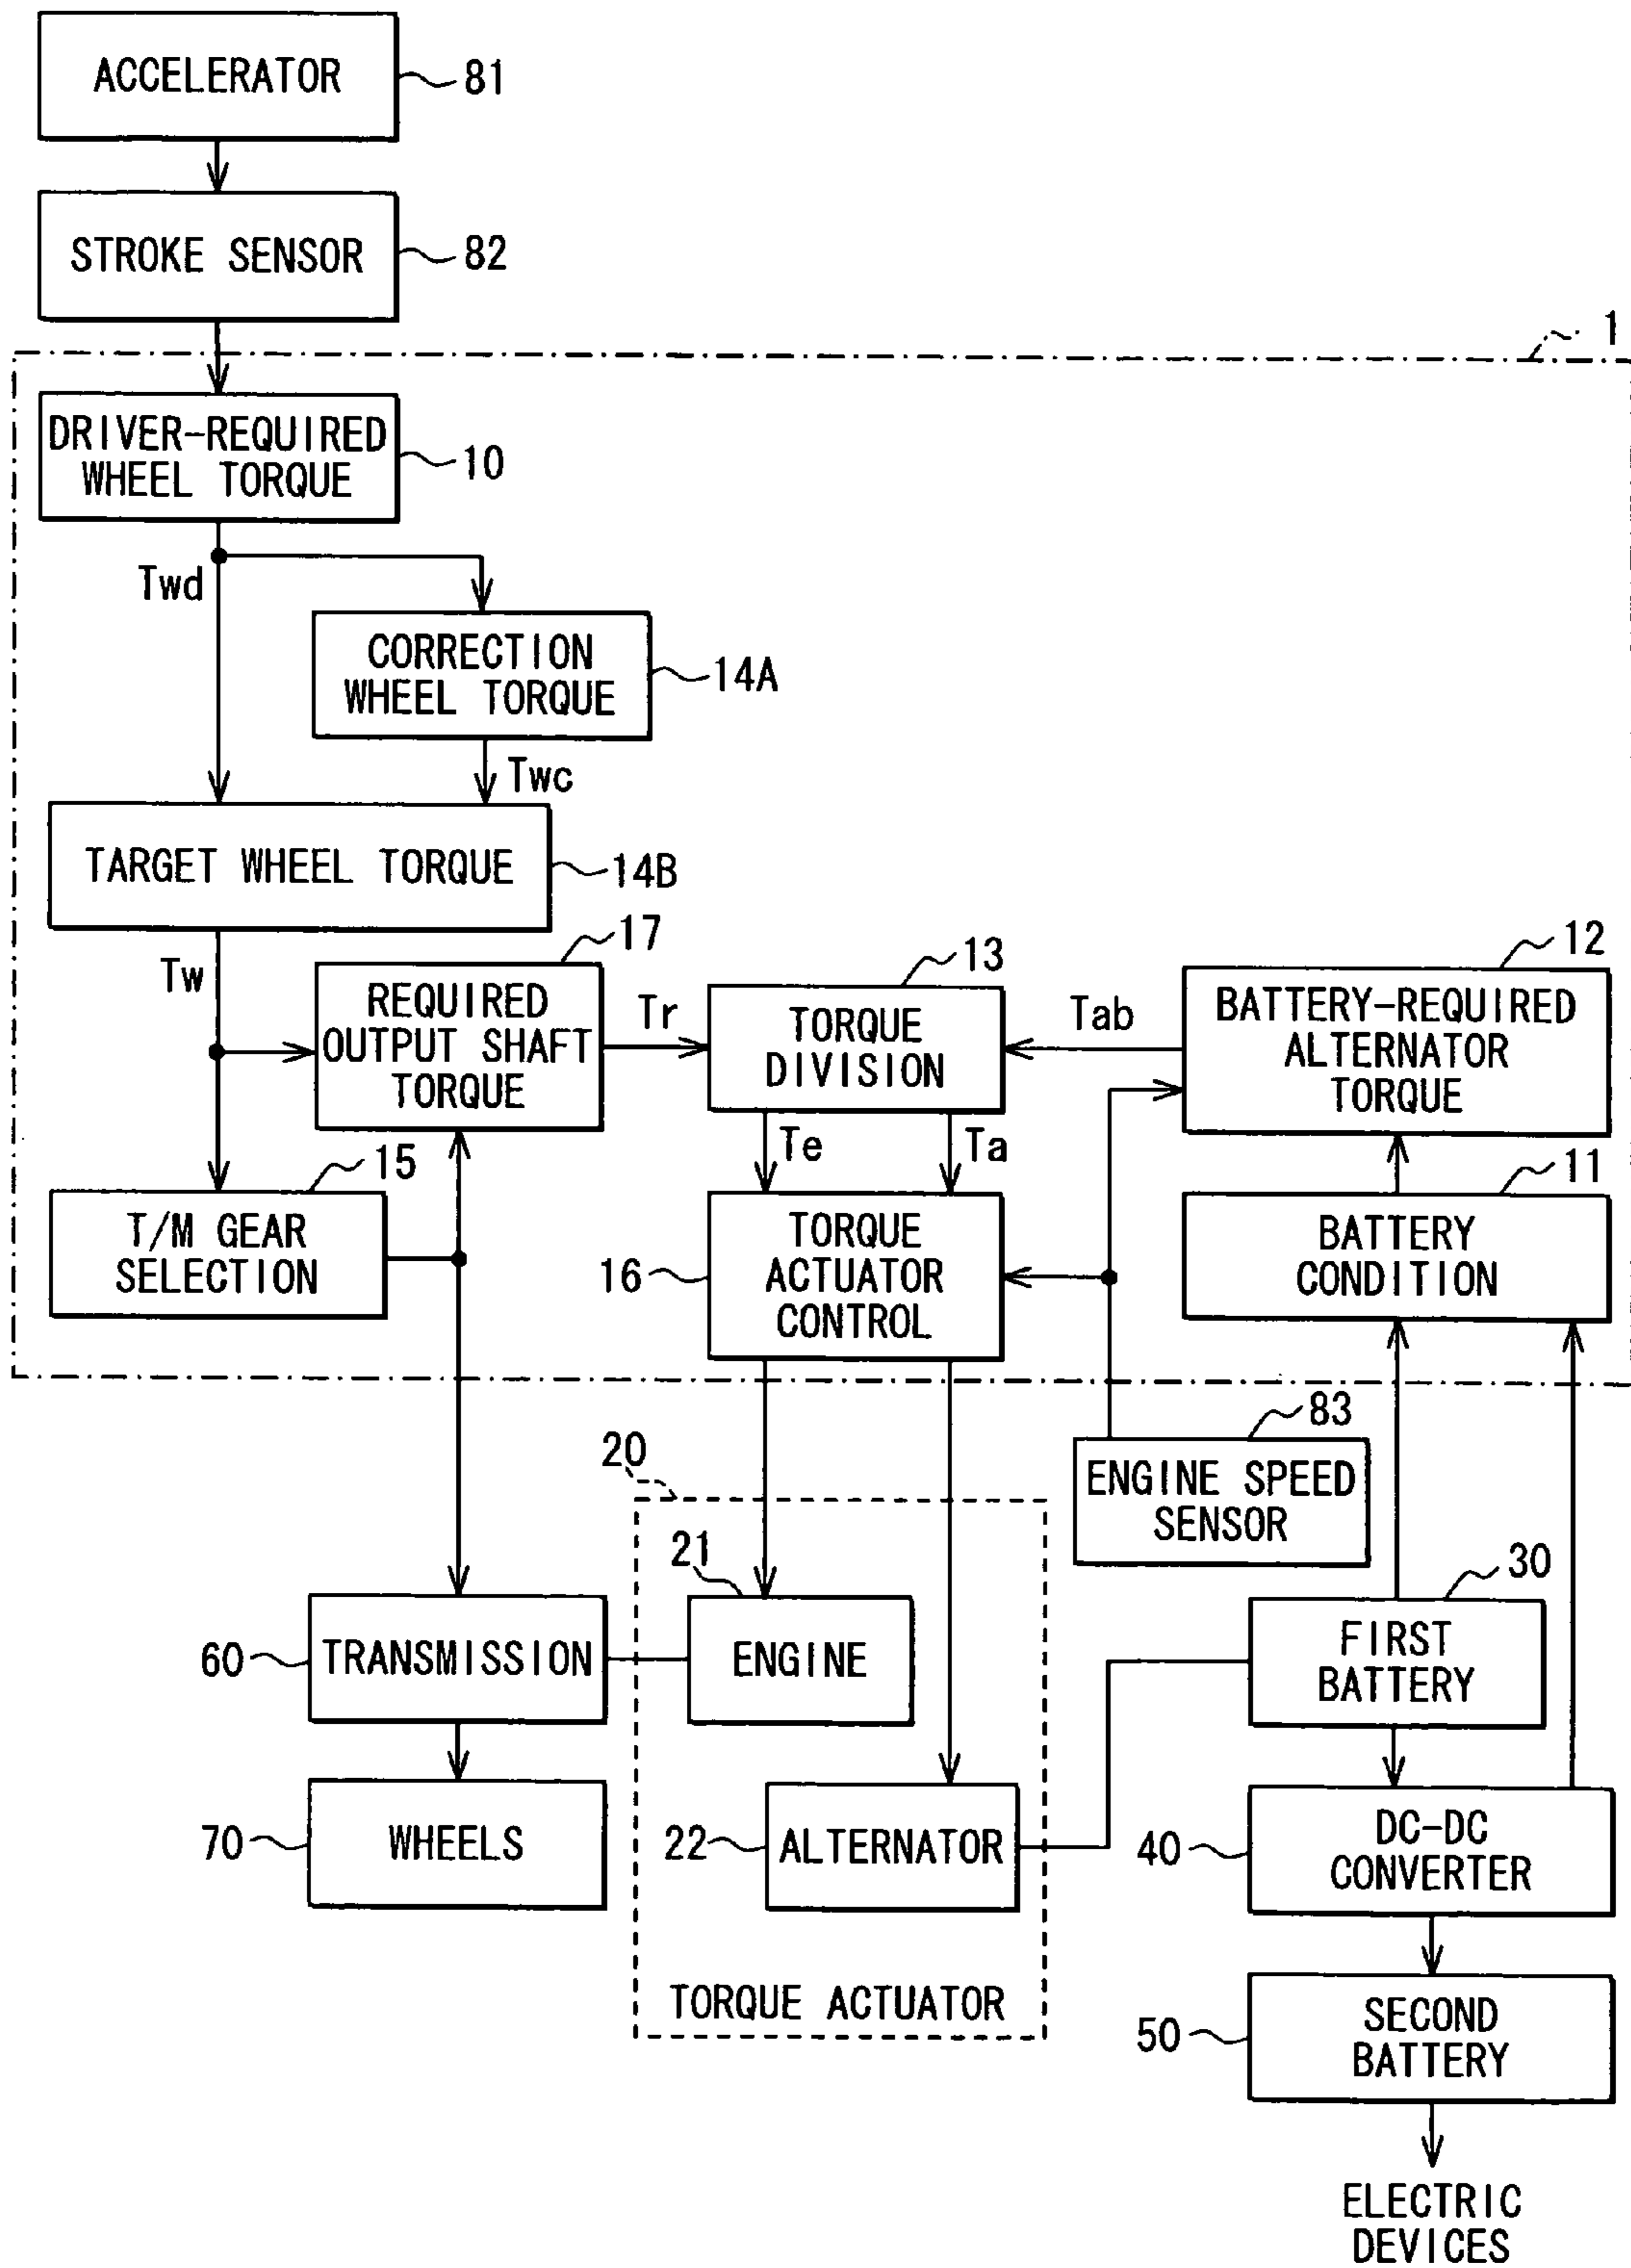 ACCELERATOR
81
STROKE SENSOR
82
1
DRIVER-REQUIRED
WHEEL TORQUE
10
Twd
CORRECTION
WHEEL TORQUE
14A
Twc
TARGET WHEEL TORQUE
14B
Tw
17
REQUIRED
OUTPUT SHAFT
TORQUE
Tr
13
TORQUE
DIVISION
Tab
12
BATTERY-REQUIRED
ALTERNATOR
TORQUE
Te
Ta
15
T/M GEAR
SELECTION
16
TORQUE
ACTUATOR
CONTROL
11
BATTERY
CONDITION
83
ENGINE SPEED
SENSOR
20
21
ENGINE
30
FIRST
BATTERY
60
TRANSMISSION
70
WHEELS
22
ALTERNATOR
40
DC-DC
CONVERTER
TORQUE ACTUATOR
50
SECOND
BATTERY
ELECTRIC
DEVICES